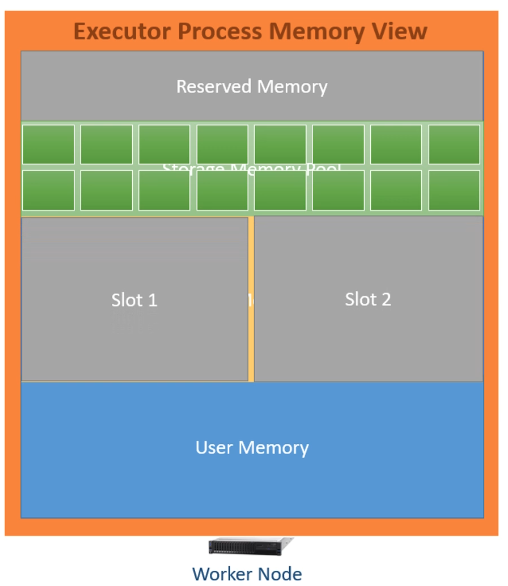 Executor Process Memory View
Reserved Memory
Storage Memory Pool
Slot 1
Slot 2
User Memory
Worker Node